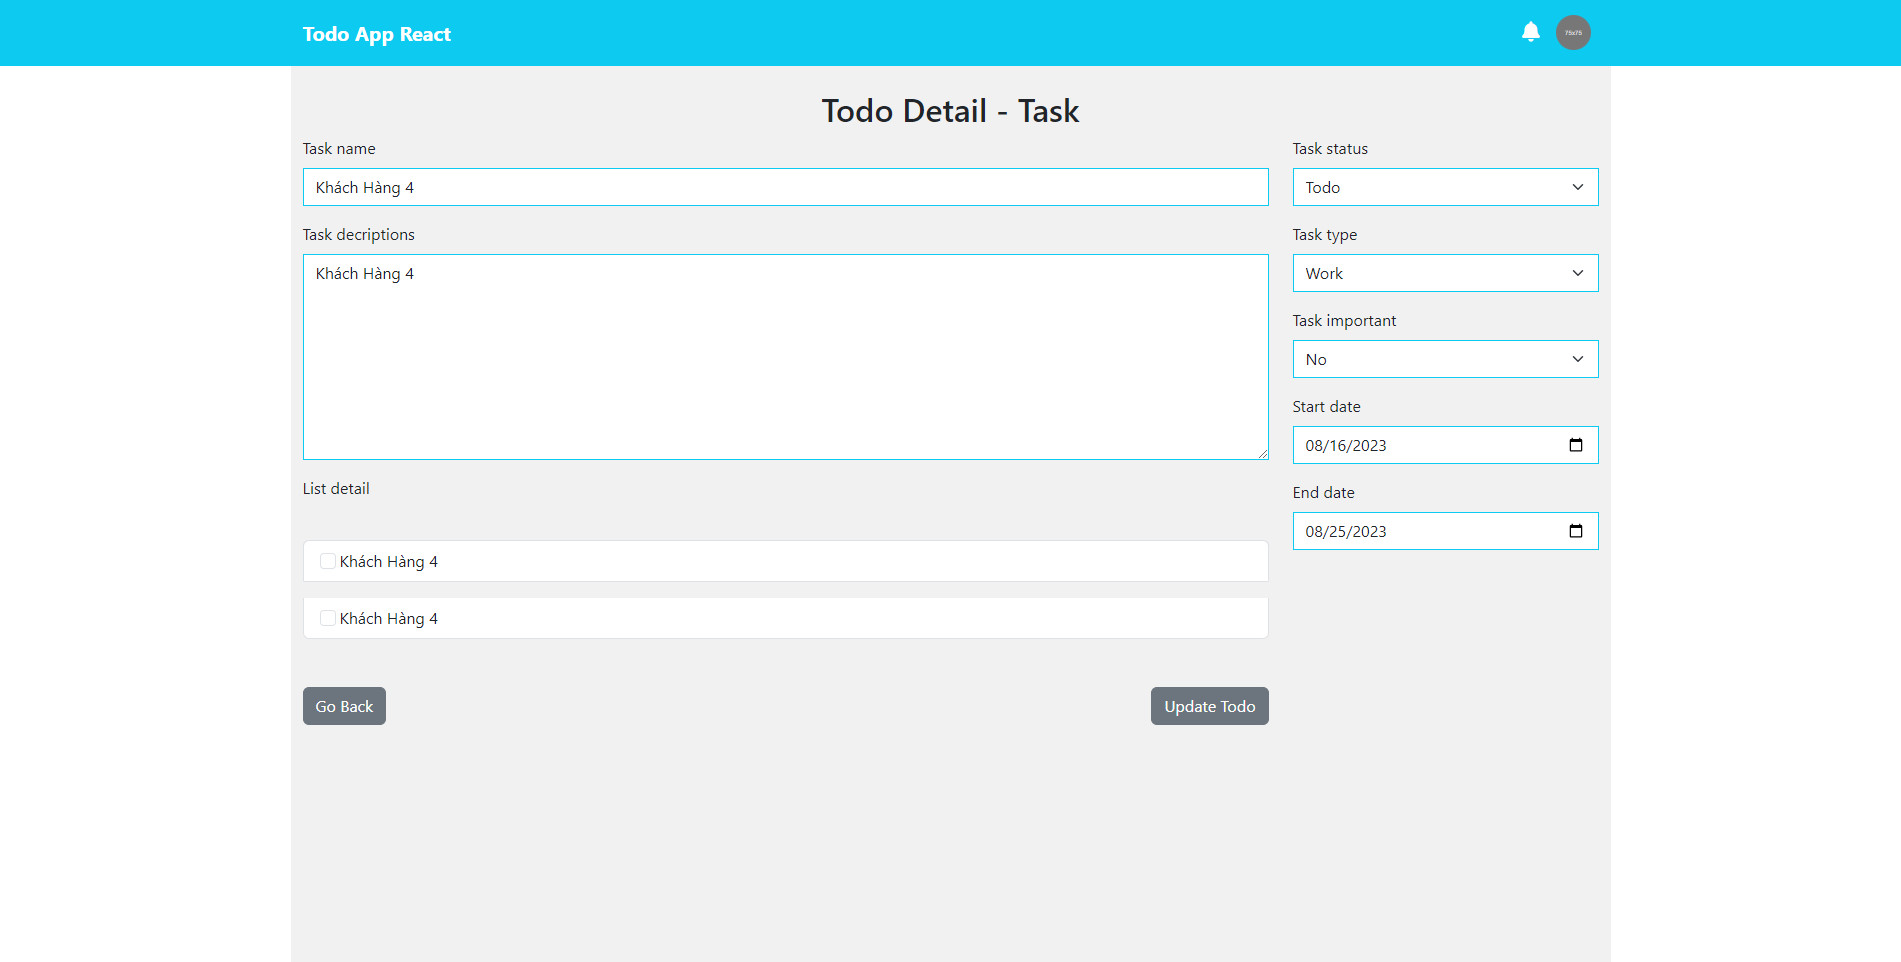 Todo App React
75x75
Todo Detail - Task
Task name
Khách Hàng 4
Task decriptions
Khách Hàng 4
List detail
Khách Hàng 4
Khách Hàng 4
Go Back
Update Todo
Task status
Todo
Task type
Work
Task important
No
Start date
08/16/2023
End date
08/25/2023